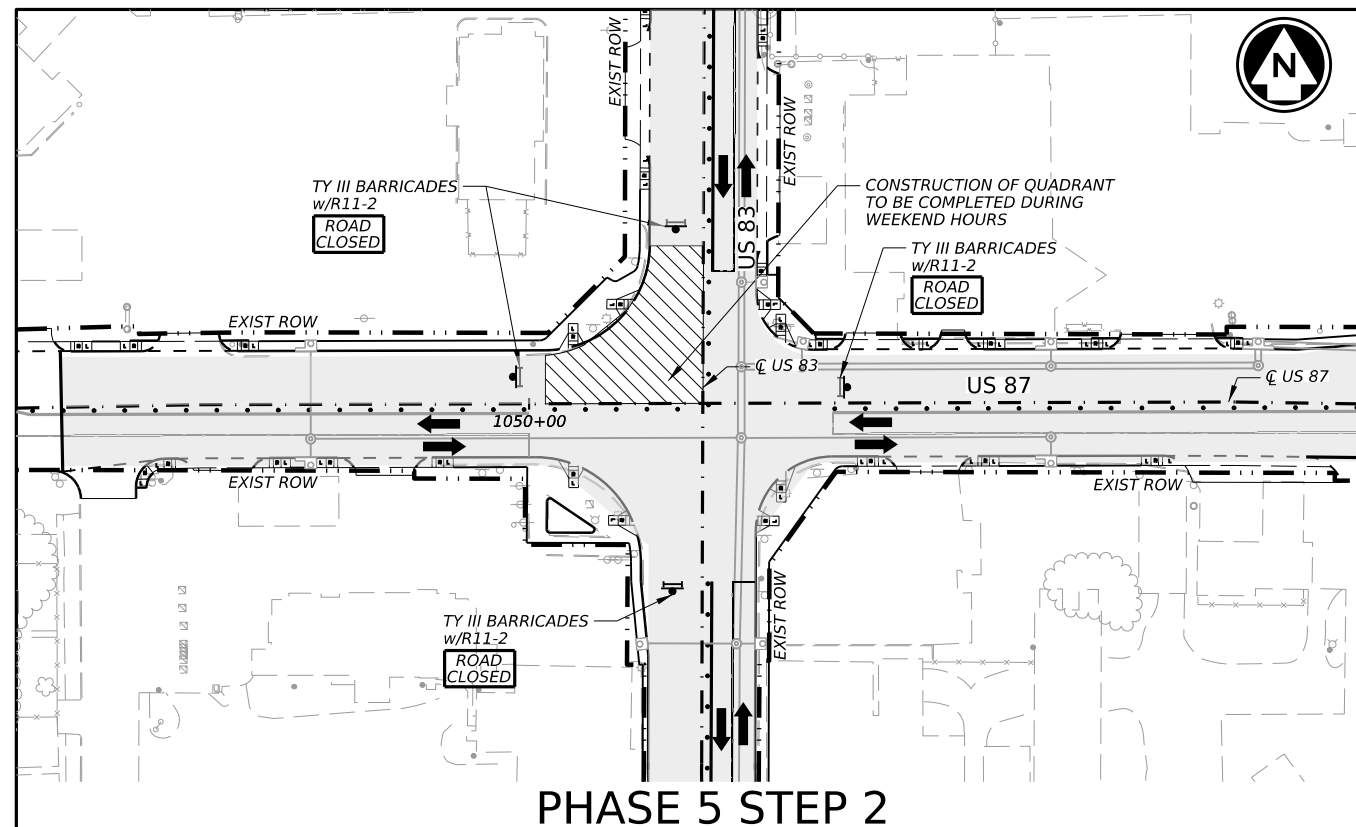 N
EXIST ROW
EXIST ROW
TY III BARRICADES
w/R11-2
ROAD
CLOSED
US 83
CONSTRUCTION OF QUADRANT
TO BE COMPLETED DURING
WEEKEND HOURS
TY III BARRICADES
w/R11-2
ROAD
CLOSED
EXIST ROW
℄ US 83
US 87
℄ US 87
1050+00
EXIST ROW
EXIST ROW
EXIST ROW
TY III BARRICADES
w/R11-2
ROAD
CLOSED
PHASE 5 STEP 2